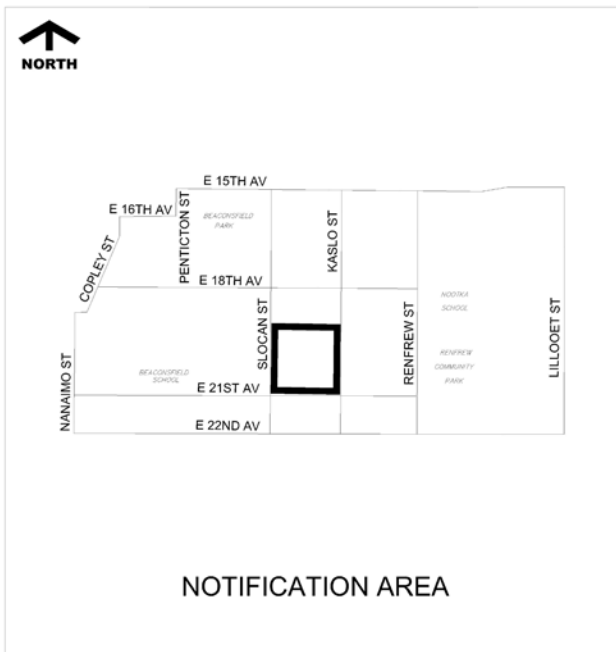 NORTH
E 15TH AV
E 16TH AV
PENTICTON ST
BEACONSFIELD
PARK
KASLO ST
COPLEY ST
E 18TH AV
NOOTKA
SCHOOL
SLOCAN ST
RENFREW ST
LILLOOET ST
NANAIMO ST
BEACONSFIELD
SCHOOL
RENFREW
COMMUNITY
PARK
E 21ST AV
E 22ND AV
NOTIFICATION AREA